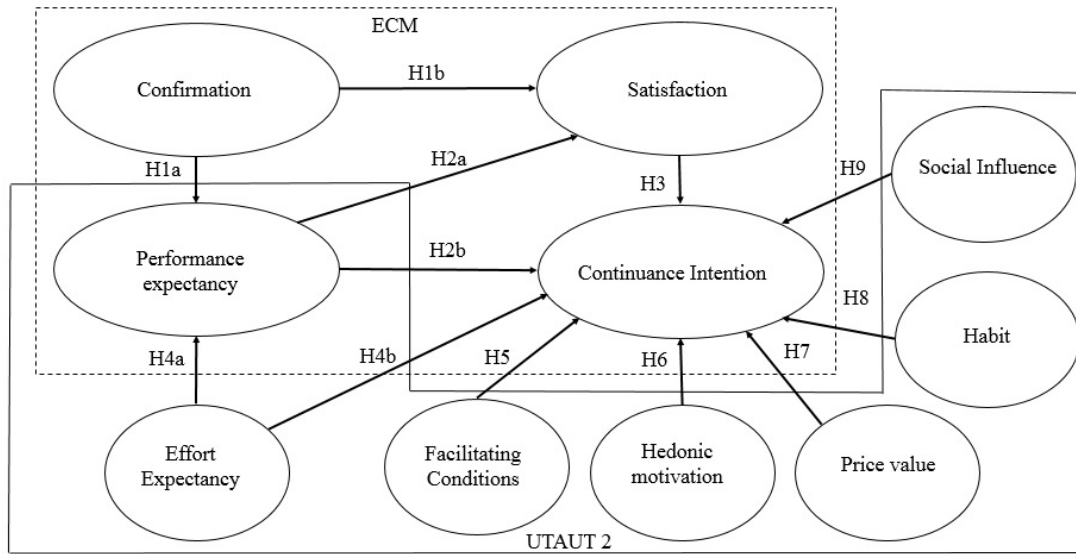 ECM
Confirmation
H1b
Satisfaction
H1a
H2a
H3
H9
Social Influence
Performance
expectancy
H2b
Continuance Intention
H8
Habit
H4a
H4b
H5
H6
H7
Effort
Expectancy
Facilitating
Conditions
Hedonic
motivation
Price value
UTAUT 2